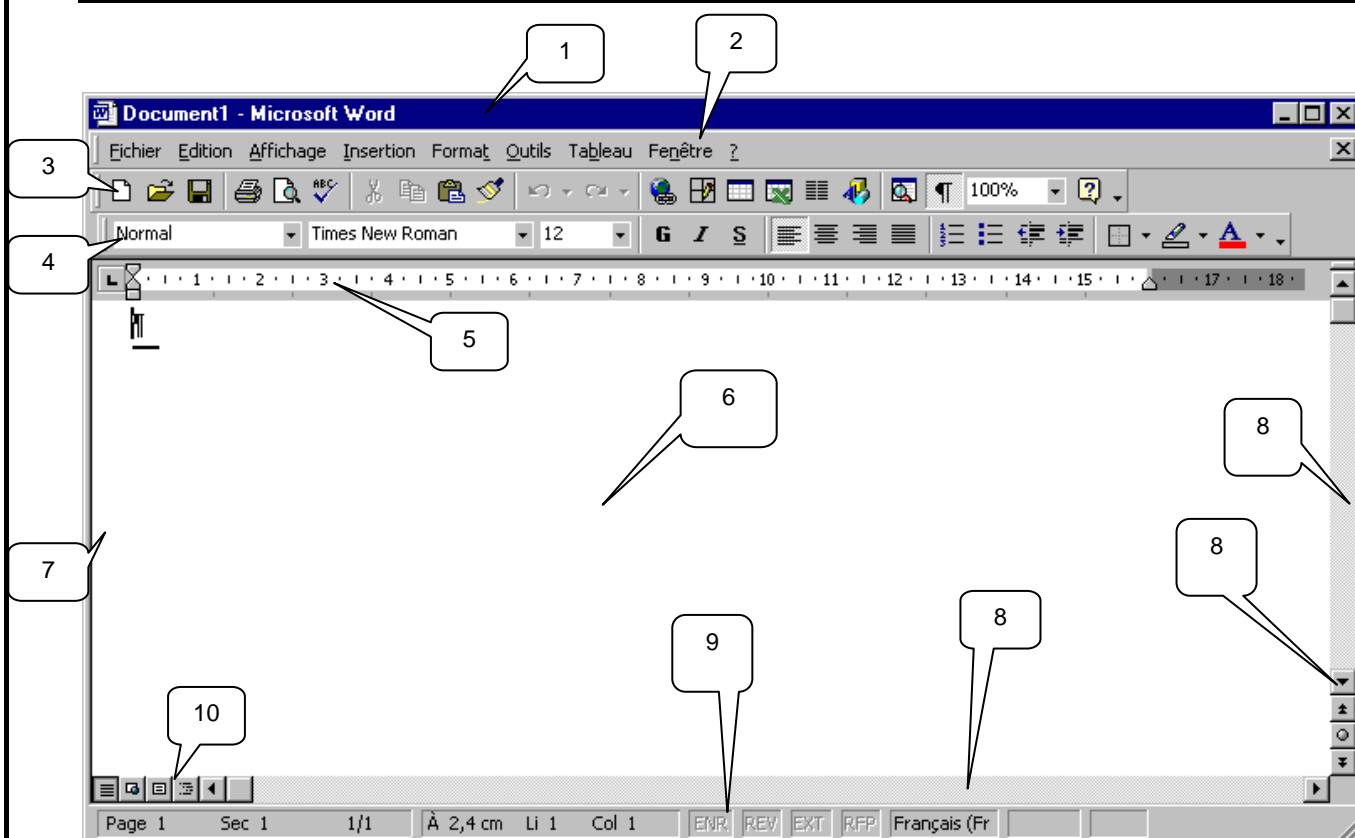 1
2
Document1 - Microsoft Word
3
Fichier Edition Affichage Insertion Format Outils Tableau Fenêtre ?
ABC
¶ 100% ?
4
Normal Times New Roman 12 G I S A
L 1 2 3 4 5 6 7 8 9 10 11 12 13 14 15 17 18
¶
5
6
8
7
8
8
9
10
Page 1 Sec 1 1/1 À 2,4 cm Li 1 Col 1 ENR REV EXT RFP Français (Fr